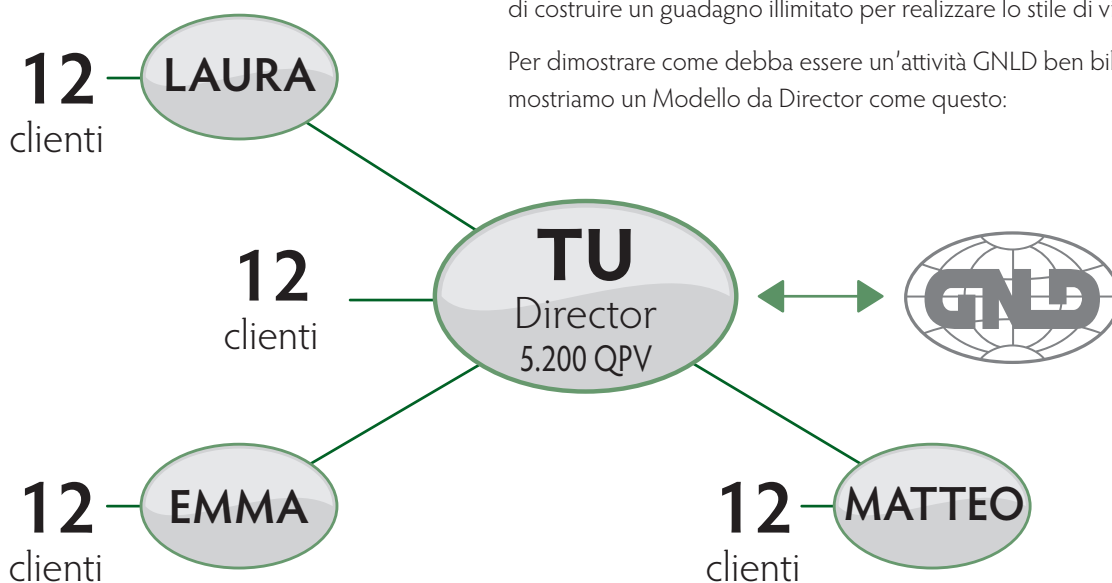 di costruire un guadagno illimitato per realizzare lo stile di
Per dimostrare come debba essere un'attività GNLD ben
mostriamo un Modello da Director come questo:
12
clienti
LAURA
12
clienti
TU
Director
5.200 QPV
GNLD
12
clienti
EMMA
12
clienti
MATTEO